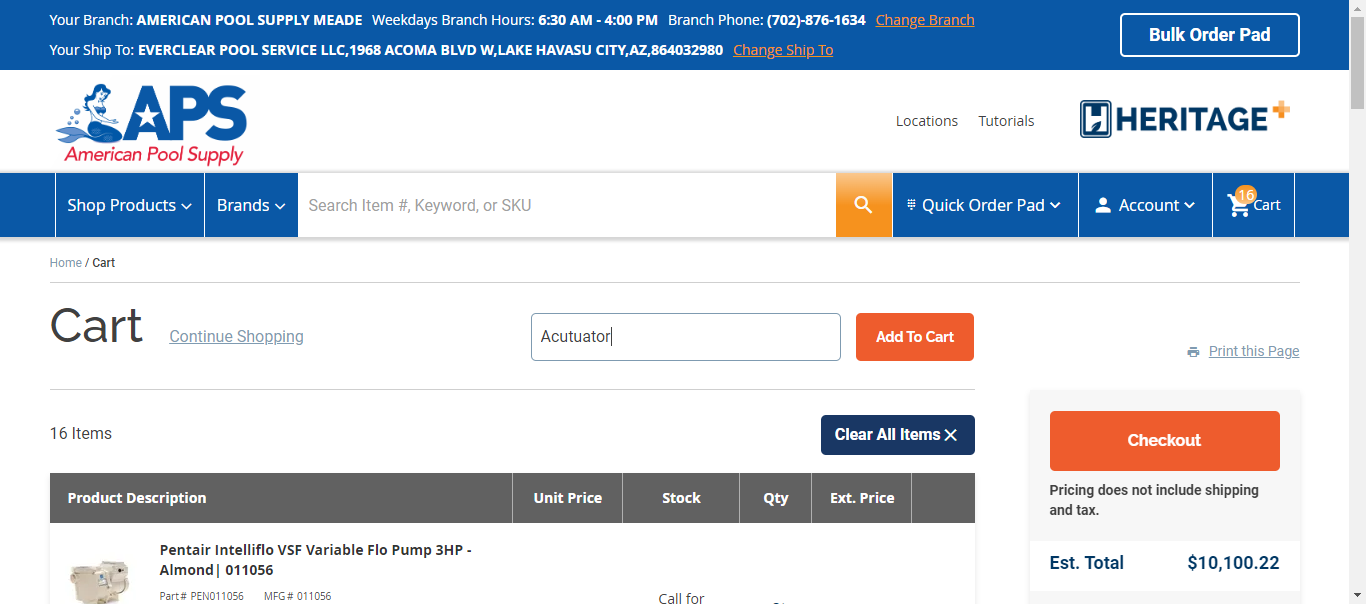 Your Branch: AMERICAN POOL SUPPLY MEADE Weekdays Branch Hours: 6:30 AM - 4:00 PM Branch Phone: (702)-876-1634 Change Branch
Your Ship To: EVERCLEAR POOL SERVICE LLC,1968 ACOMA BLVD W,LAKE HAVASU CITY,AZ,864032980 Change Ship To
Bulk Order Pad
APS
American Pool Supply
Locations Tutorials
HERITAGE+
Shop Products Brands Search Item #, Keyword, or SKU Quick Order Pad Account 16 Cart
Home / Cart
Cart Continue Shopping Acutuator Add To Cart
Print this Page
16 Items Clear All Items
Checkout
Pricing does not include shipping
and tax.
Est. Total $10,100.22
Product Description Unit Price Stock Qty Ext. Price
Pentair Intelliflo VSF Variable Flo Pump 3HP -
Almond| 011056
Part# PEN011056 MFG# 011056
Call for